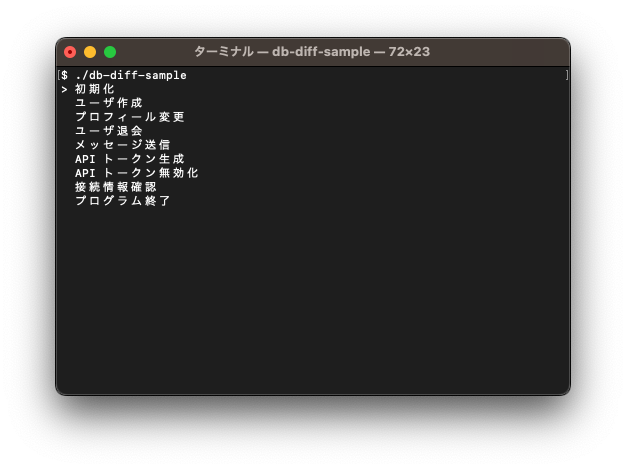 ターミナル — db-diff-sample — 72×23
[$ ./db-diff-sample ]
> 初期化
ユーザ作成
プロフィール変更
ユーザ退会
メッセージ送信
API トークン生成
API トークン無効化
接続情報確認
プログラム終了